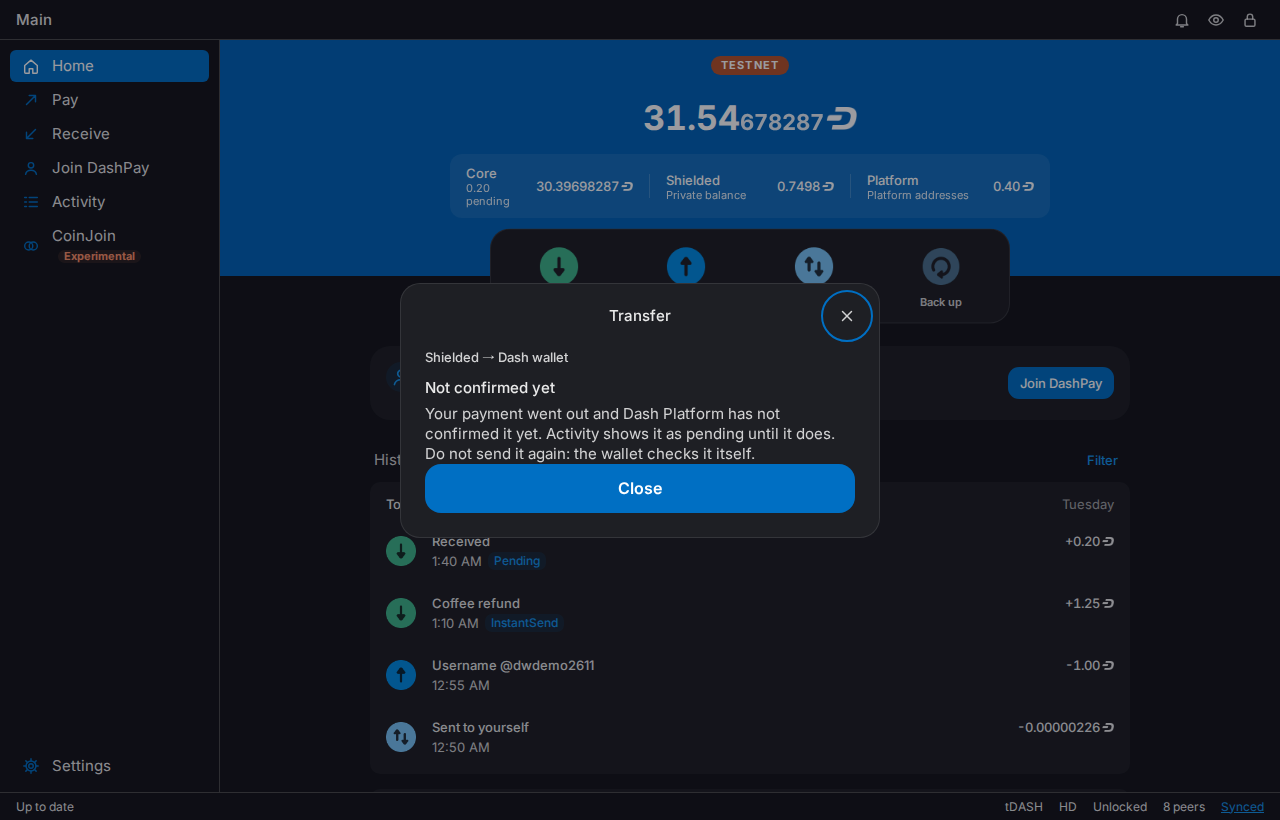 Main
Home
Pay
Receive
Join DashPay
Activity
CoinJoin
Experimental
Settings
TESTNET
31.54678287
Core
0.20
pending
30.39698287
Shielded
Private balance
0.7498
Platform
Platform addresses
0.40
Back up
Transfer
Shielded → Dash wallet
Not confirmed yet
Your payment went out and Dash Platform has not
confirmed it yet. Activity shows it as pending until it does.
Do not send it again: the wallet checks it itself.
Close
Join DashPay
Filter
Tuesday
Received
+0.20
1:40 AM Pending
Coffee refund
+1.25
1:10 AM InstantSend
Username @dwdemo2611
-1.00
12:55 AM
Sent to yourself
-0.00000226
12:50 AM
Up to date
tDASH HD Unlocked 8 peers Synced